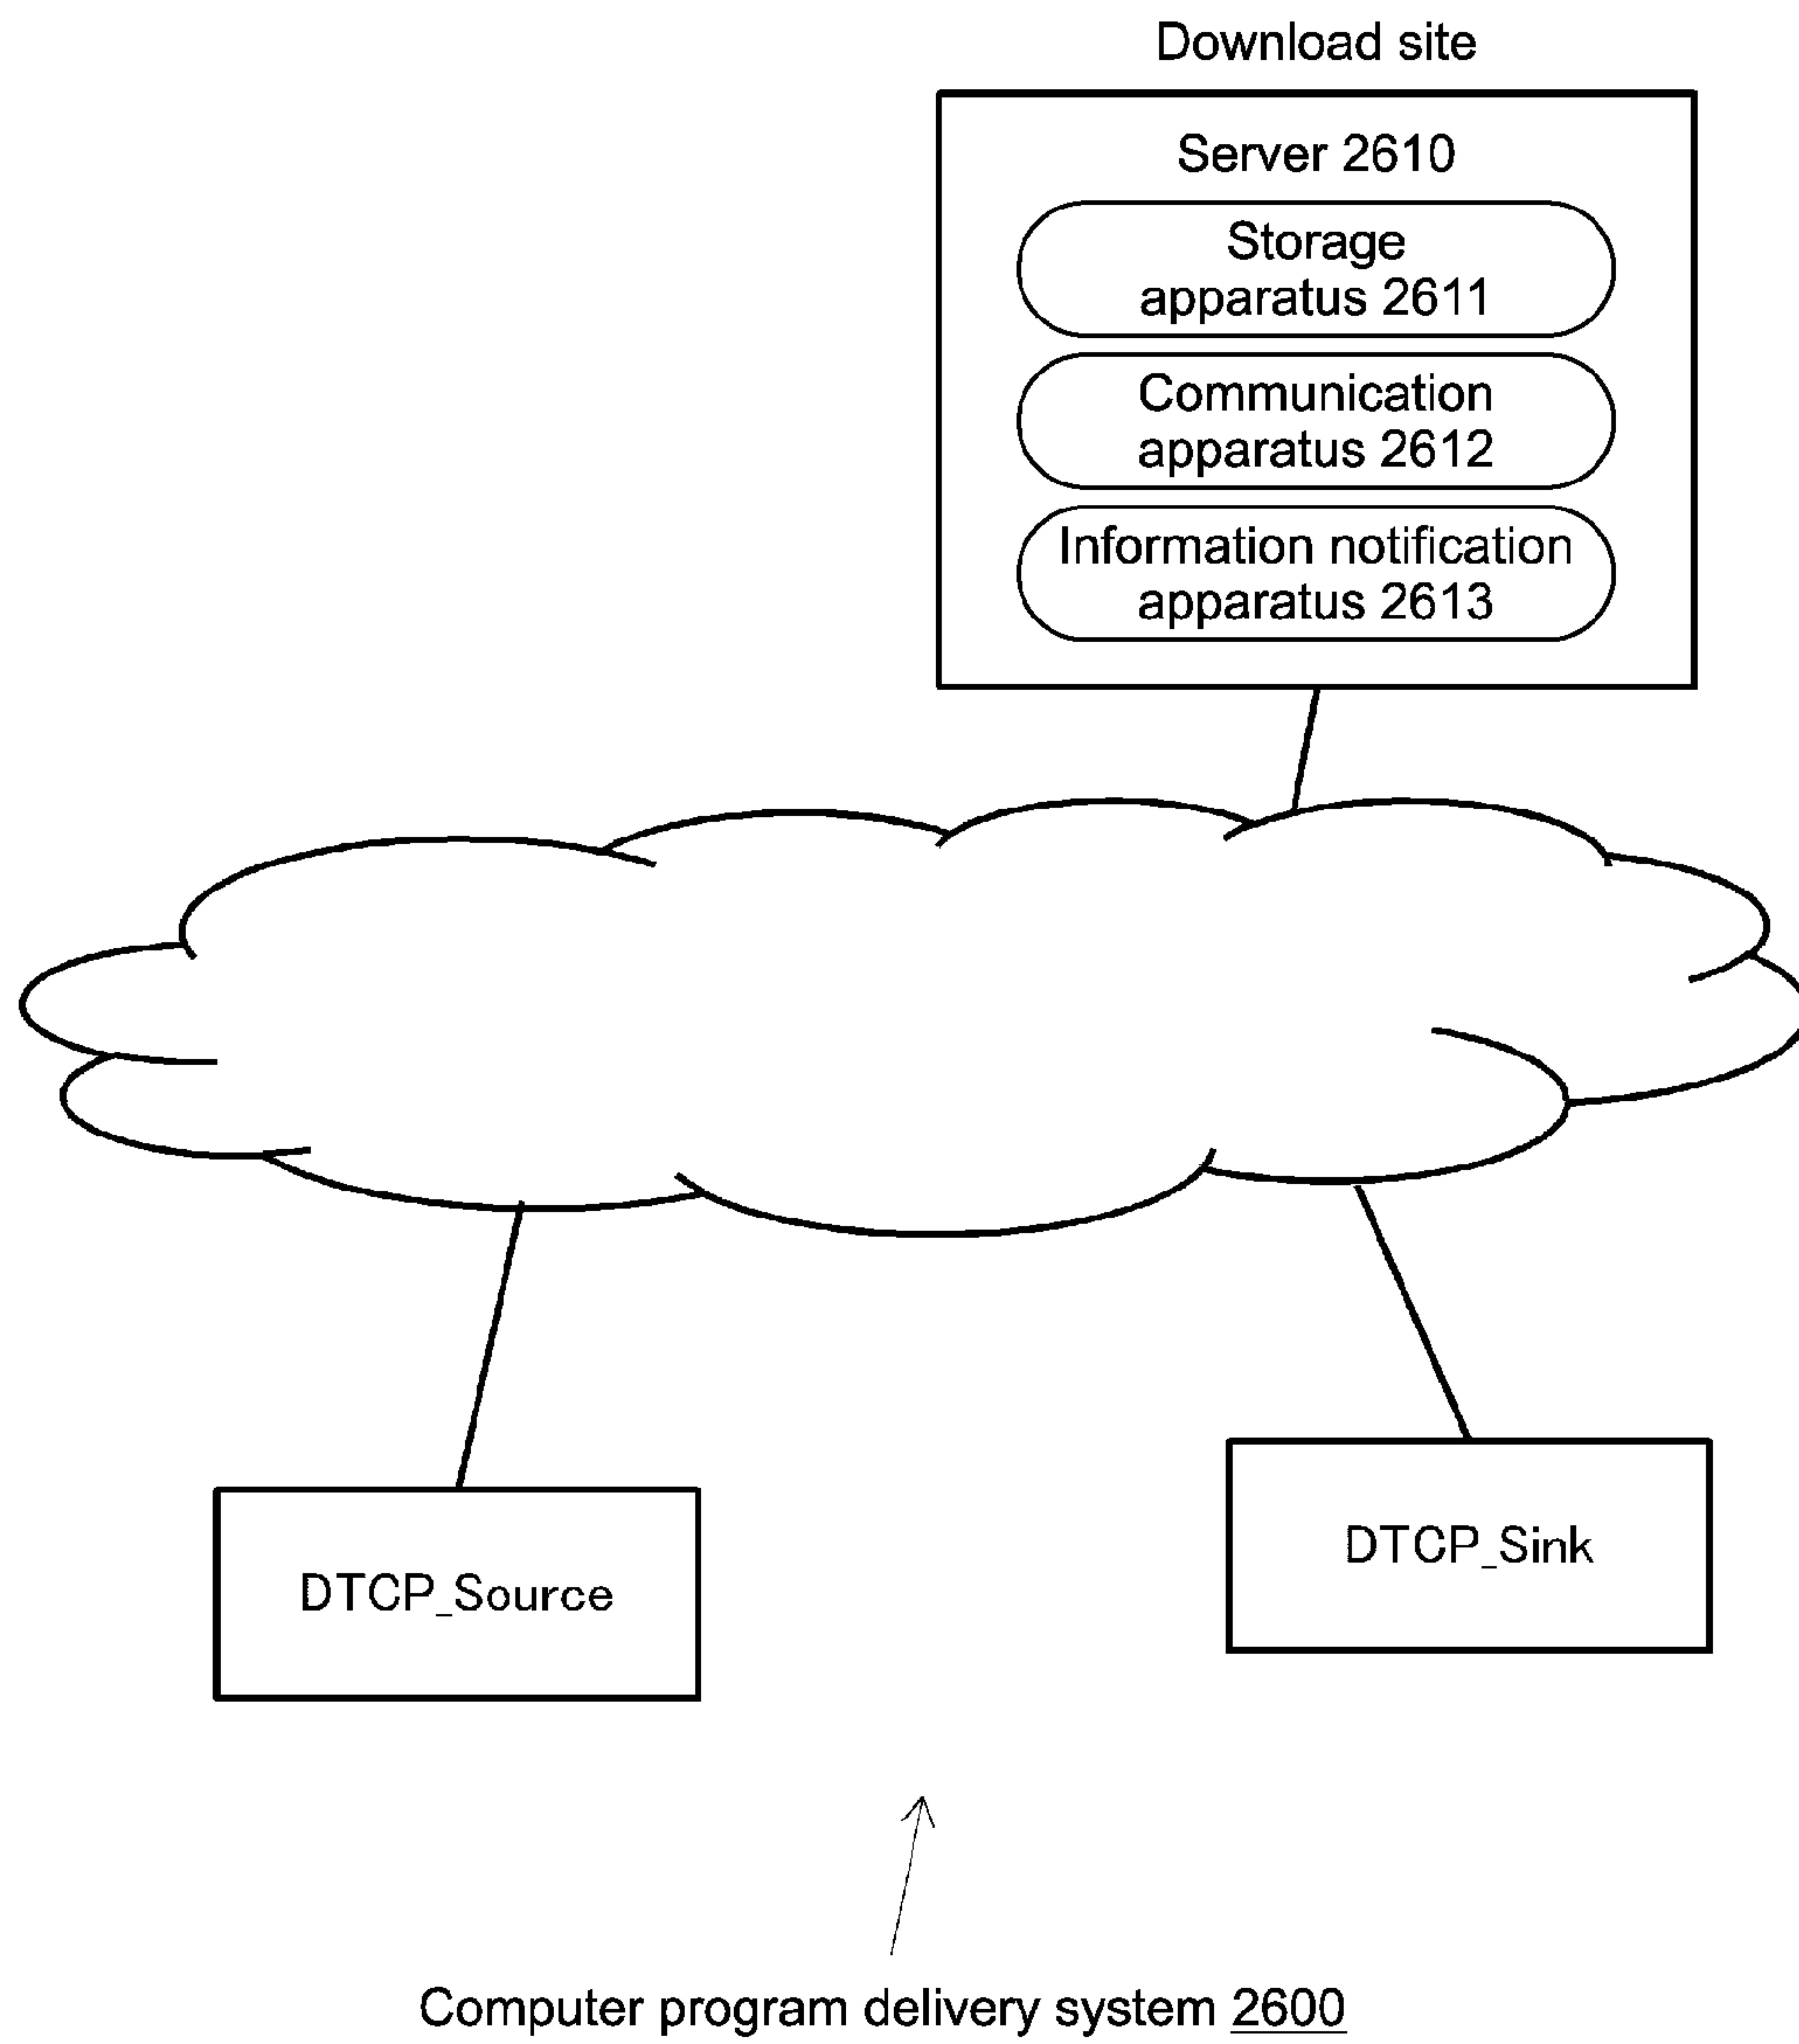 Download site
Server 2610
Storage
apparatus 2611
Communication
apparatus 2612
Information notification
apparatus 2613
DTCP_Sink
DTCP_Source
Computer program delivery system 2600